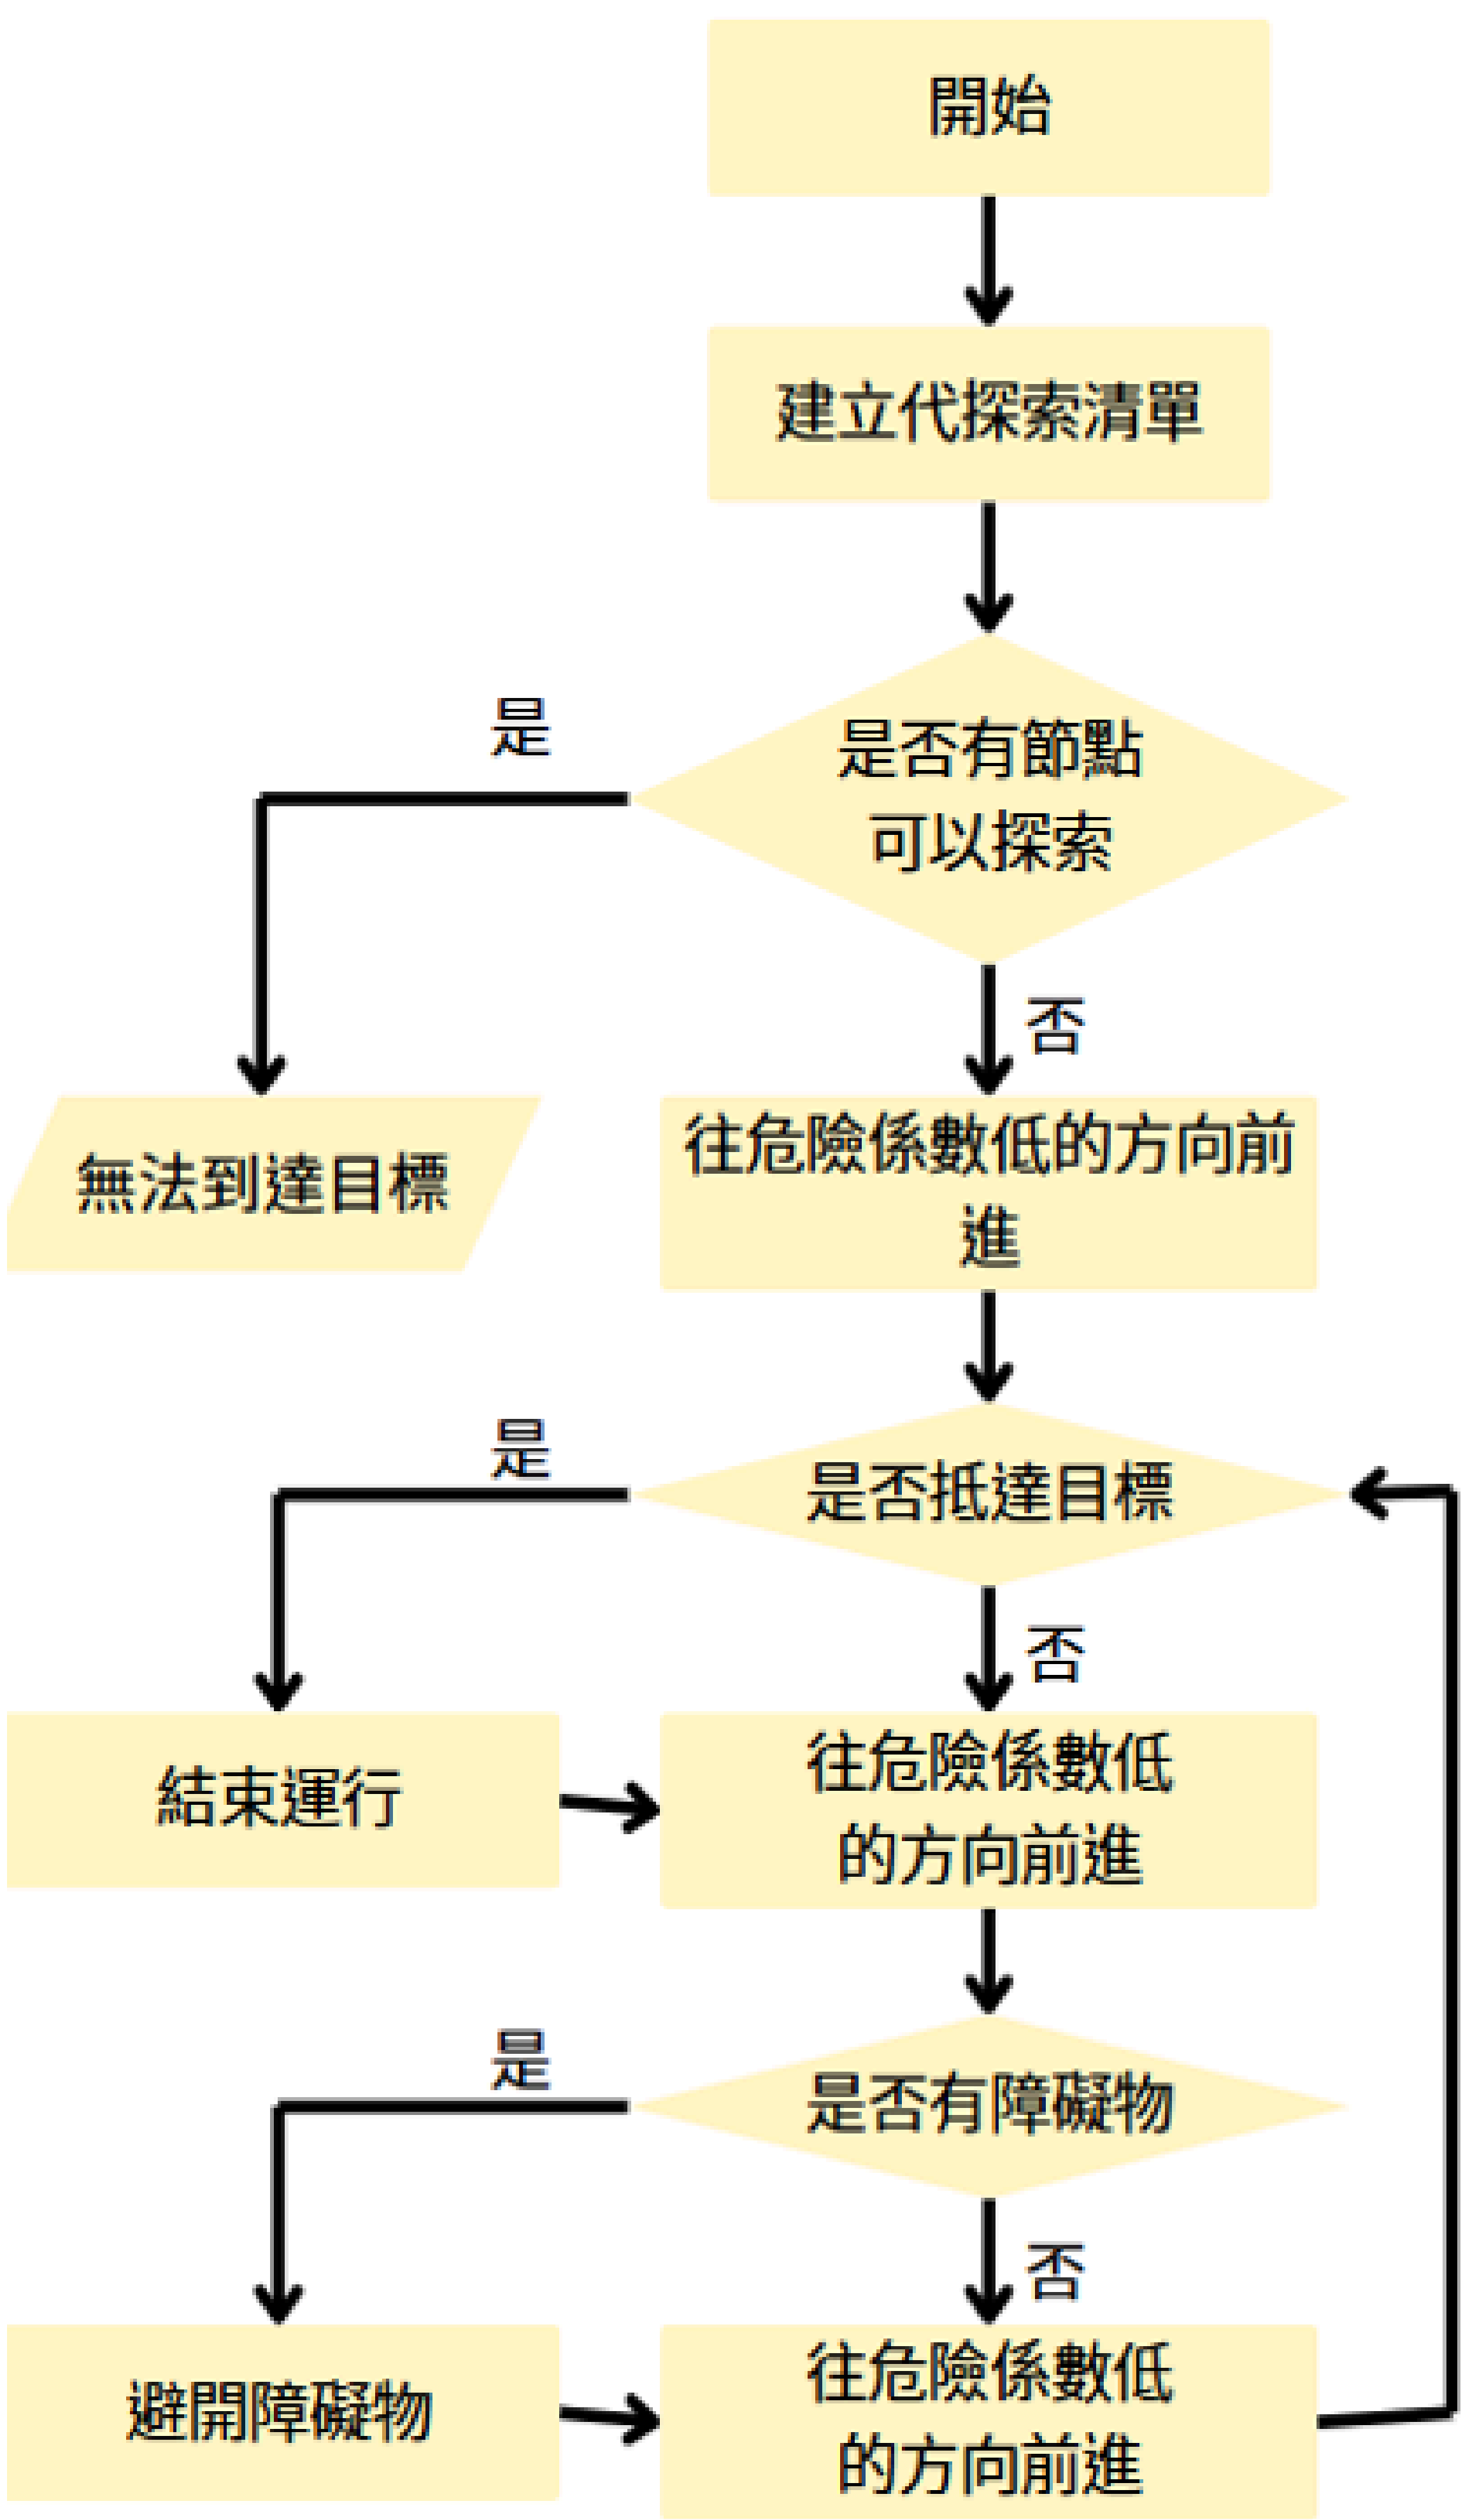 開始
建立代探索清單
是
是否有節點
可以探索
否
無法到達目標
往危險係數低的方向前
進
是
是否抵達目標
否
結束運行
往危險係數低
的方向前進
是
是否有障礙物
否
避開障礙物
往危險係數低
的方向前進